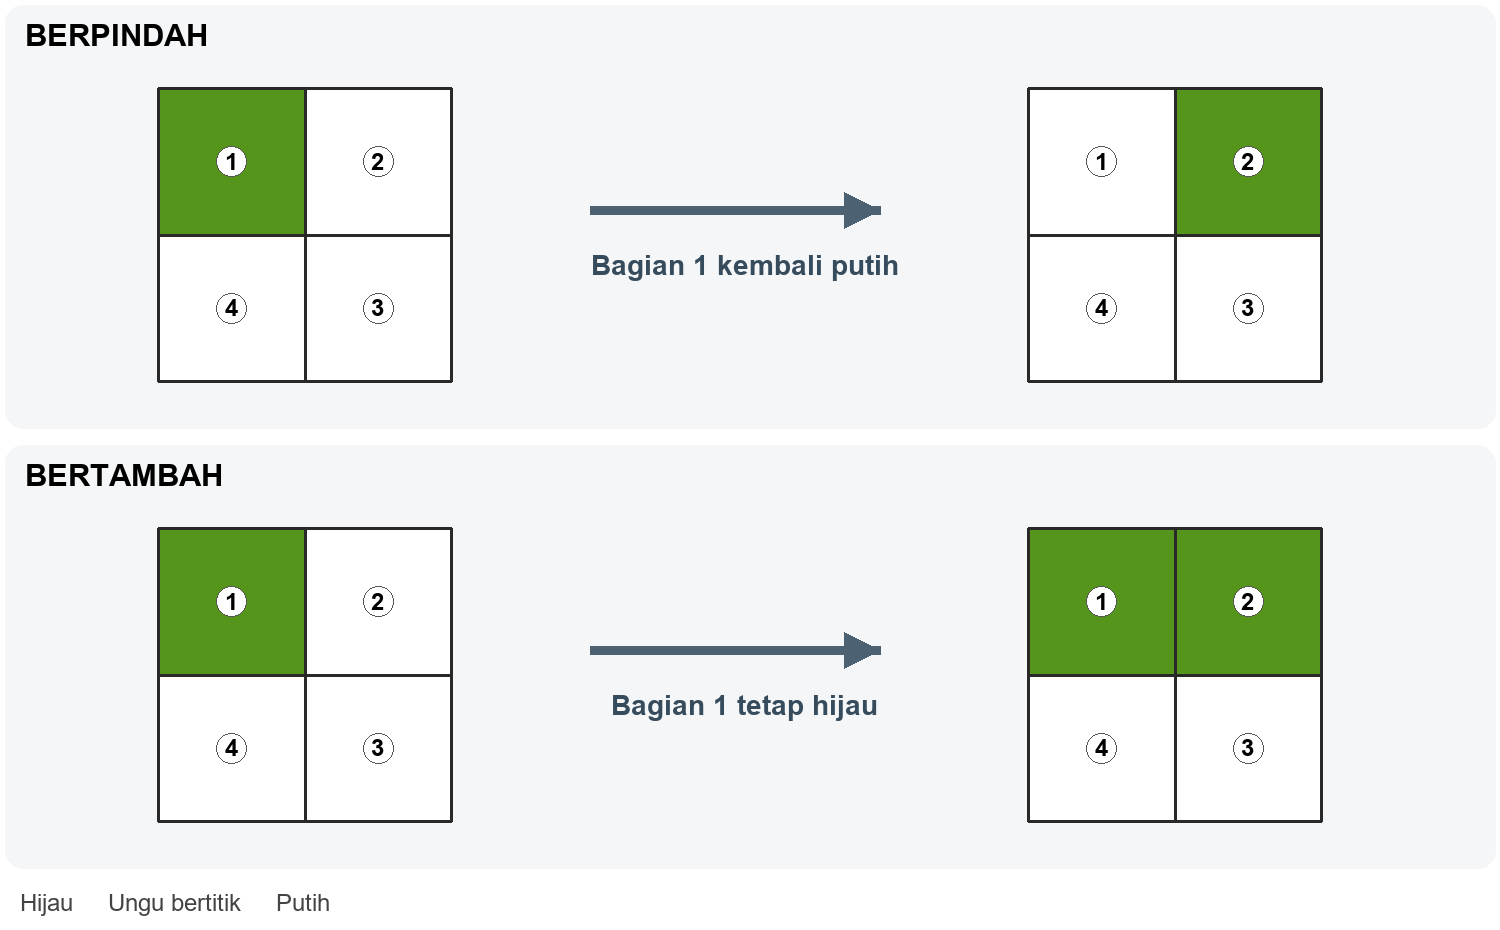 BERPINDAH
① ②
④ ③
Bagian 1 kembali putih
① ②
④ ③
BERTAMBAH
① ②
④ ③
Bagian 1 tetap hijau
① ②
④ ③
Hijau Ungu bertitik Putih